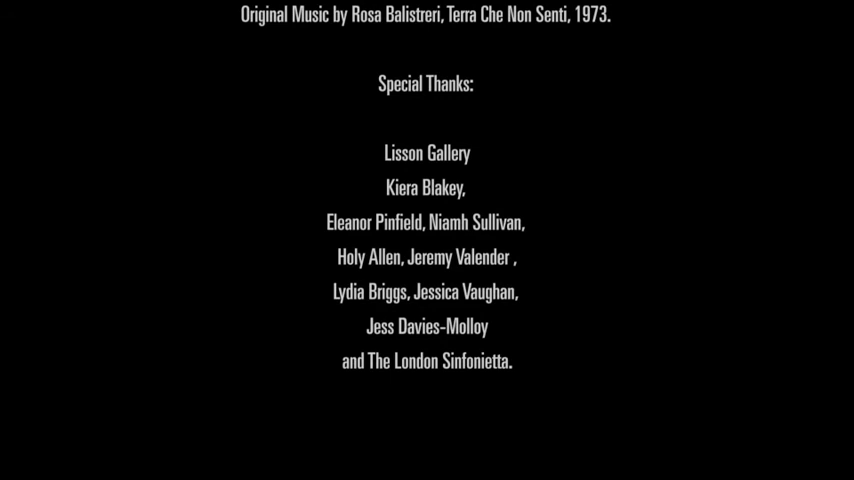 Original Music by Rosa Balistreri, Terra Che Non Senti, 1973.
Special Thanks:
Lisson Gallery
Kiera Blakey,
Eleanor Pinfield, Niamh Sullivan,
Holy Allen, Jeremy Valender ,
Lydia Briggs, Jessica Vaughan,
Jess Davies-Molloy
and The London Sinfonietta.